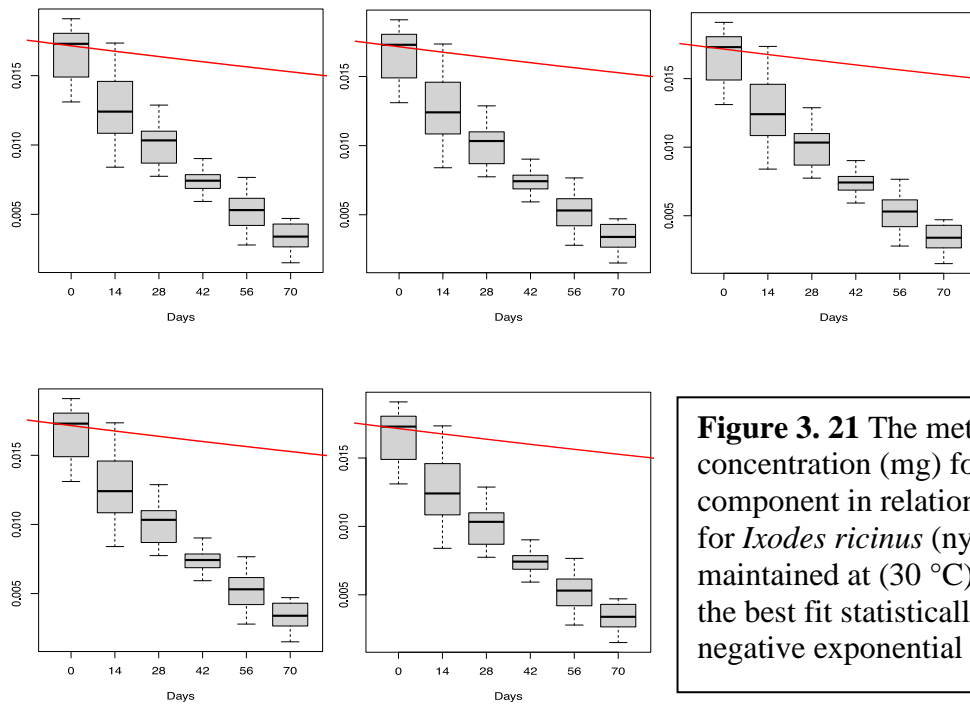 0.015
0.010
0.005
0 14 28 42 56 70
Days
0.015
0.010
0.005
0 14 28 42 56 70
Days
0.015
0.010
0.005
0 14 28 42 56 70
Days
0.015
0.010
0.005
0 14 28 42 56 70
Days
0.015
0.010
0.005
0 14 28 42 56 70
Days
Figure 3. 21 The met
concentration (mg) fo
component in relation
for Ixodes ricinus (ny
maintained at (30 °C)
the best fit statistical
negative exponential